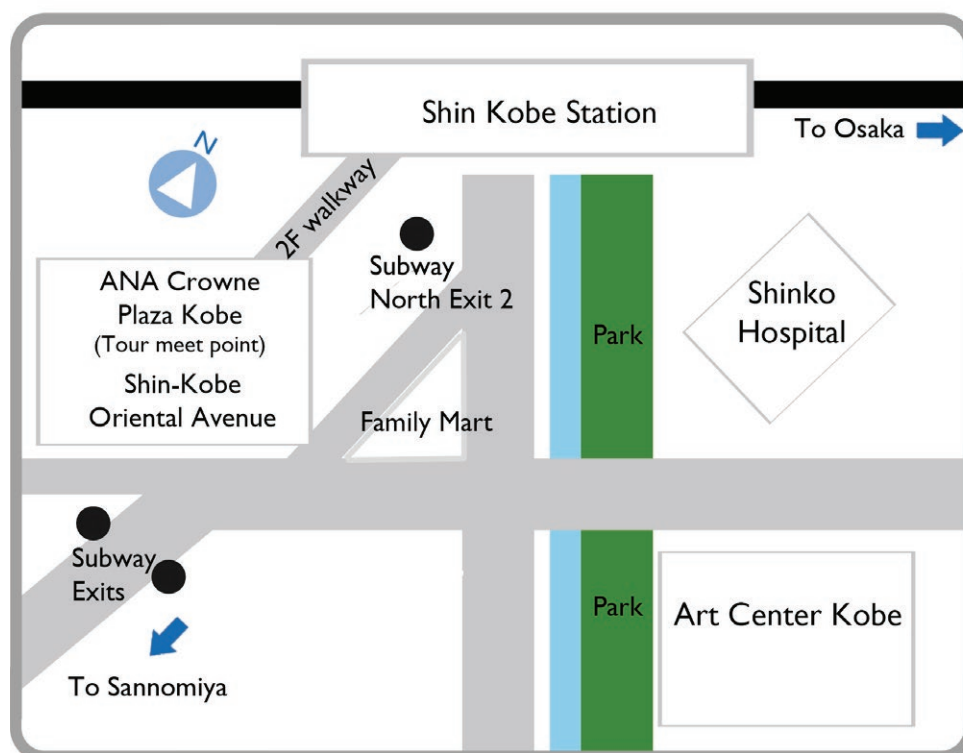 Shin Kobe Station
To Osaka
N
2F walkway
Subway
North Exit 2
ANA Crowne
Plaza Kobe
(Tour meet point)
Shin-Kobe
Oriental Avenue
Shinko
Hospital
Park
Family Mart
Subway
Exits
Park
Art Center Kobe
To Sannomiya